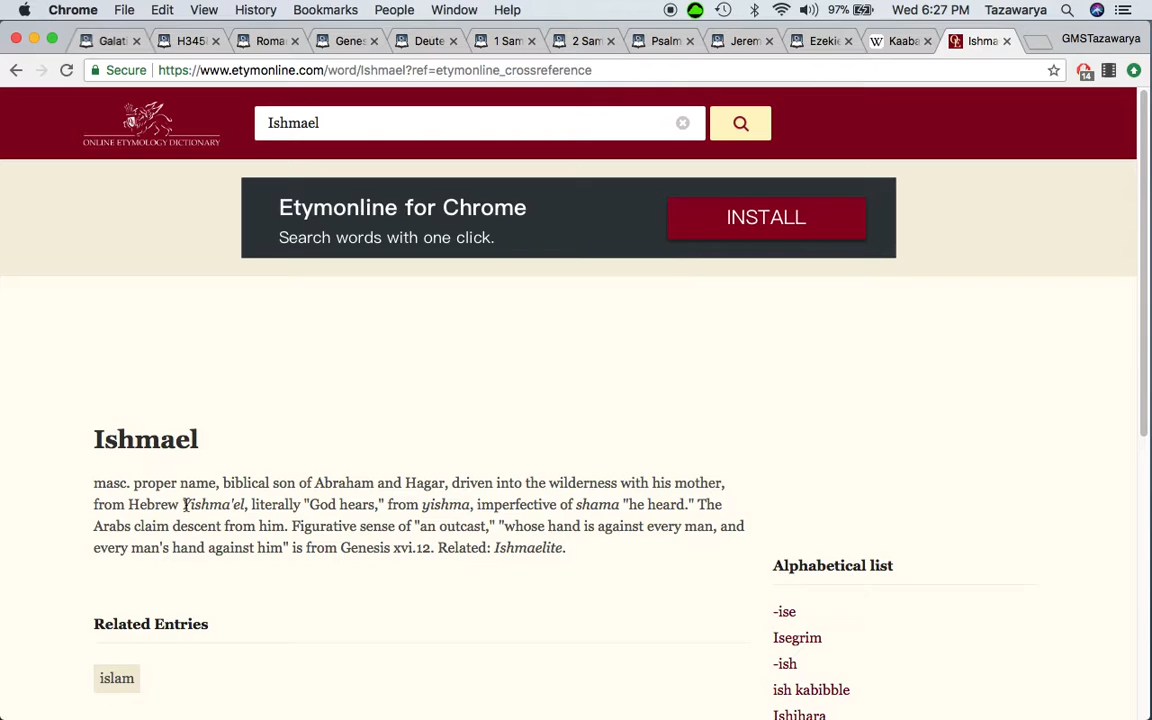 Chrome File Edit View History Bookmarks People Window Help 97% Wed 6:27 PM Tazawarya
Galati H345 Roma Genes Deute 1 Sam 2 Sam Psalm Jerem Ezekie Kaaba Ishma GMSTazawarya
Secure https://www.etymonline.com/word/Ishmael?ref=etymonline_crossreference 14
ONLINE ETYMOLOGY DICTIONARY
Ishmael
Etymonline for Chrome
Search words with one click.
INSTALL
Ishmael
masc. proper name, biblical son of Abraham and Hagar, driven into the wilderness with his mother,
from Hebrew Yishma'el, literally "God hears," from yishma, imperfective of shama "he heard." The
Arabs claim descent from him. Figurative sense of "an outcast," "whose hand is against every man, and
every man's hand against him" is from Genesis xvi.12. Related: Ishmaelite.
Related Entries
islam
Alphabetical list
-ise
Isegrim
-ish
ish kabibble
Ishihara